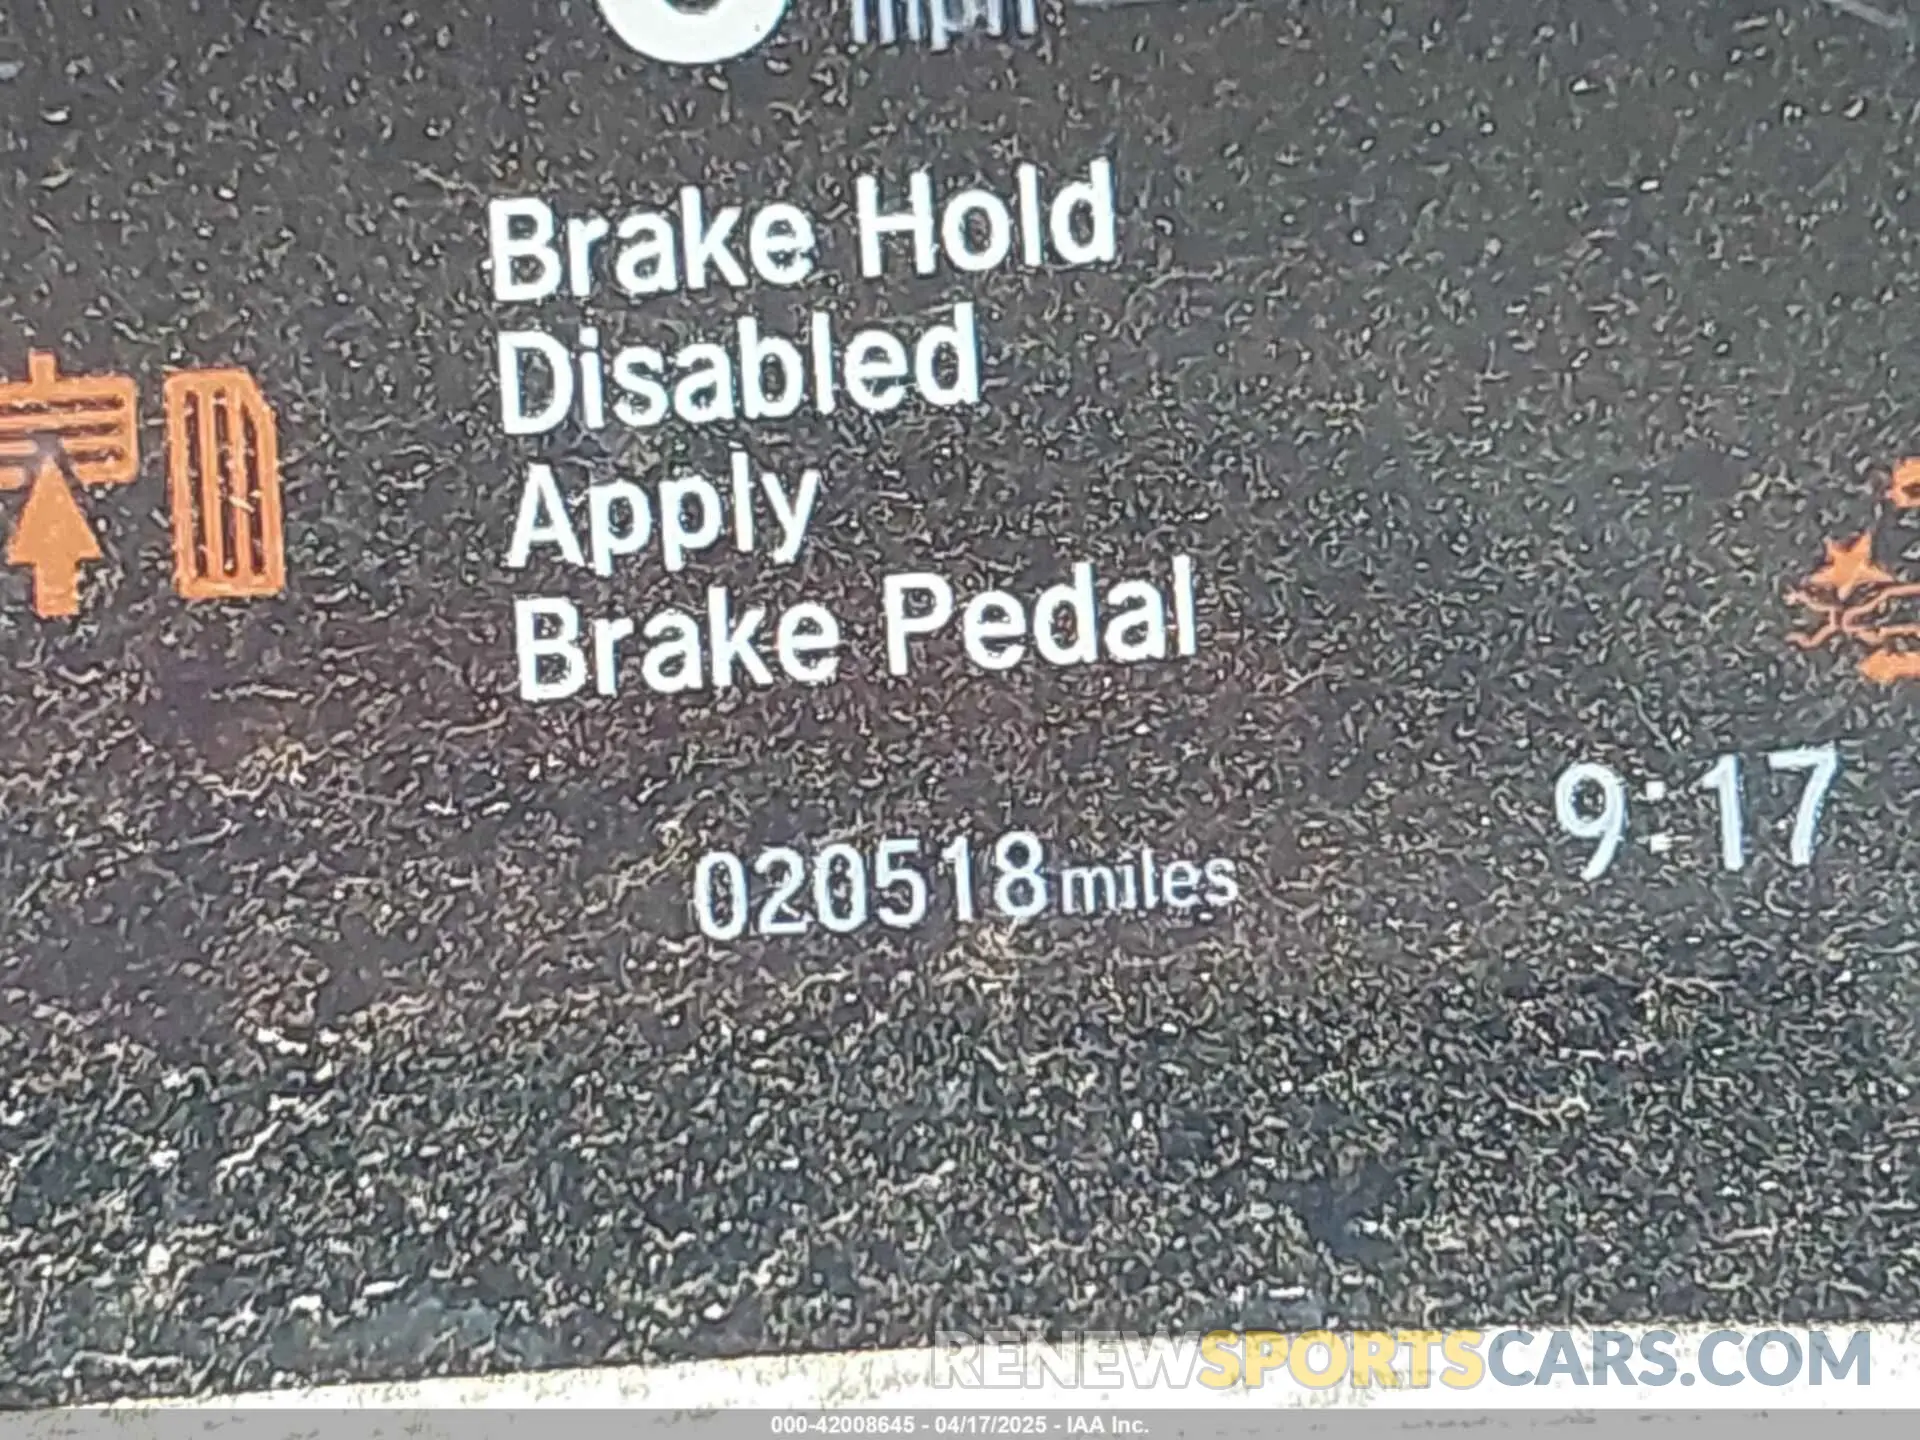 mph
Brake Hold
Disabled
Apply
Brake Pedal
9:17
020518 miles
RENEWSPORTSCARS.COM
000-42008645 - 04/17/2025 - IAA Inc.